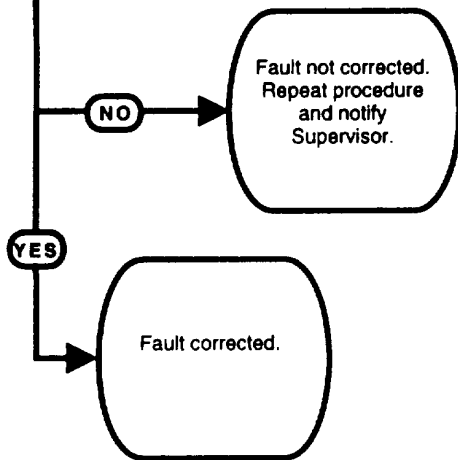 Fault not corrected.
Repeat procedure
and notify
Supervisor.
NO
YES
Fault corrected.